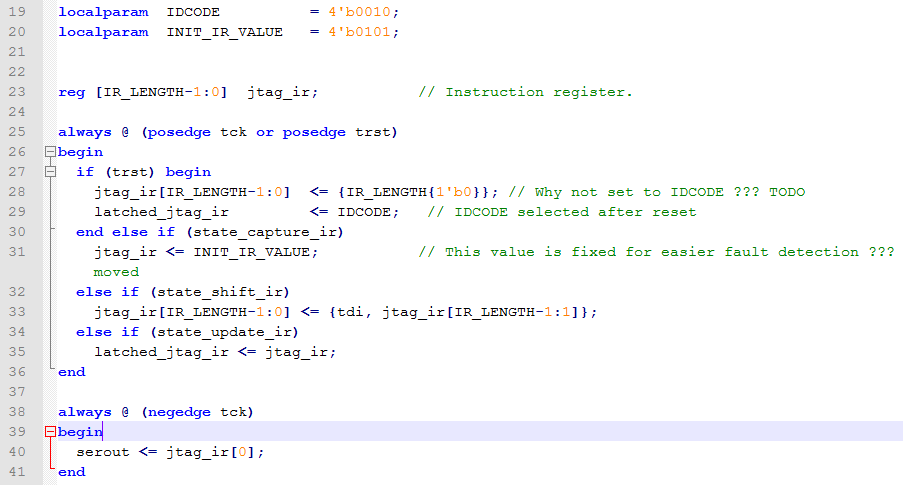 19 localparam  IDCODE          = 4'b0010;
20 localparam  INIT_IR_VALUE   = 4'b0101;
21
22
23 reg [IR_LENGTH-1:0]  jtag_ir;           // Instruction register.
24
25 always @ (posedge tck or posedge trst)
26 begin
27   if (trst) begin
28     jtag_ir[IR_LENGTH-1:0]  <= {IR_LENGTH{1'b0}}; // Why not set to IDCODE ??? TODO
29     latched_jtag_ir         <= IDCODE;   // IDCODE selected after reset
30   end else if (state_capture_ir)
31     jtag_ir <= INIT_IR_VALUE;           // This value is fixed for easier fault detection ???
moved
32   else if (state_shift_ir)
33     jtag_ir[IR_LENGTH-1:0] <= {tdi, jtag_ir[IR_LENGTH-1:1]};
34   else if (state_update_ir)
35     latched_jtag_ir <= jtag_ir;
36 end
37
38 always @ (negedge tck)
39 begin
40   serout <= jtag_ir[0];
41 end